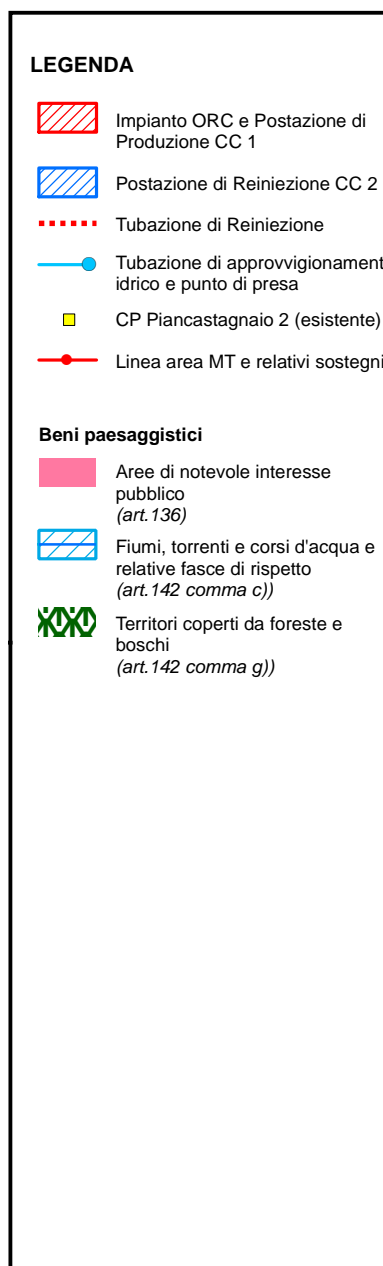 LEGENDA
Impianto ORC e Postazione di
Produzione CC 1
Postazione di Reiniezione CC 2
Tubazione di Reiniezione
Tubazione di approvvigionament
idrico e punto di presa
CP Piancastagnaio 2 (esistente)
Linea area MT e relativi sostegni
Beni paesaggistici
Aree di notevole interesse
pubblico
(art.136)
Fiumi, torrenti e corsi d'acqua e
relative fasce di rispetto
(art.142 comma c))
Territori coperti da foreste e
boschi
(art.142 comma g))